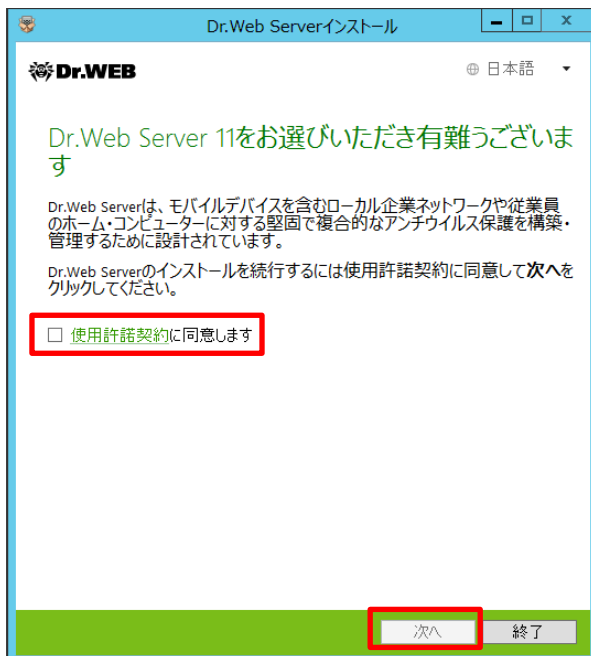 Dr.Web Serverインストール
Dr.WEB
日本語
Dr.Web Server 11をお選びいただき有難うございま
す
Dr.Web Serverは、モバイルデバイスを含むローカル企業ネットワークや従業員
のホーム・コンピューターに対する堅固で複合的なアンチウイルス保護を構築・
管理するために設計されています。
Dr.Web Serverのインストールを続行するには使用許諾契約に同意して次へを
クリックしてください。
使用許諾契約に同意します
次へ
終了